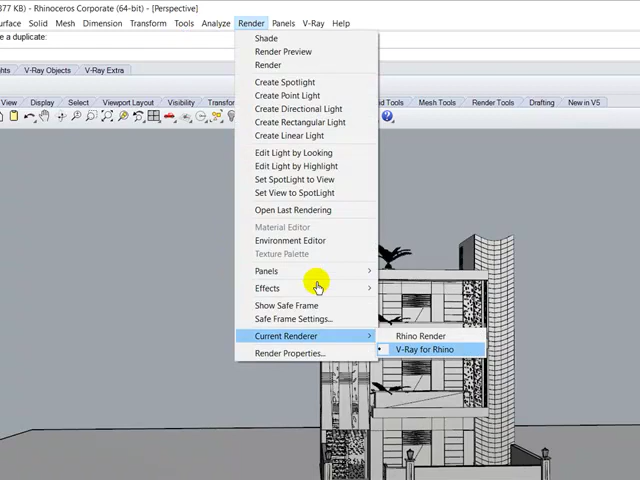 377 KB) - Rhinoceros Corporate (64-bit) - [Perspective]
urface Solid Mesh Dimension Transform Tools Analyze Render Panels V-Ray Help
e a duplicate:
Shade
Render Preview
Render
hts V-Ray Objects V-Ray Extra
Create Spotlight
Create Point Light
View Display Select Viewport Layout Visibility Transfor d Tools Mesh Tools Render Tools Drafting New in V5
Create Directional Light
Create Rectangular Light
Create Linear Light
Edit Light by Looking
Edit Light by Highlight
Set SpotLight to View
Set View to SpotLight
Open Last Rendering
Material Editor
Environment Editor
Texture Palette
Panels
Effects
Show Safe Frame
Safe Frame Settings...
Current Renderer Rhino Render
V-Ray for Rhino
Render Properties...